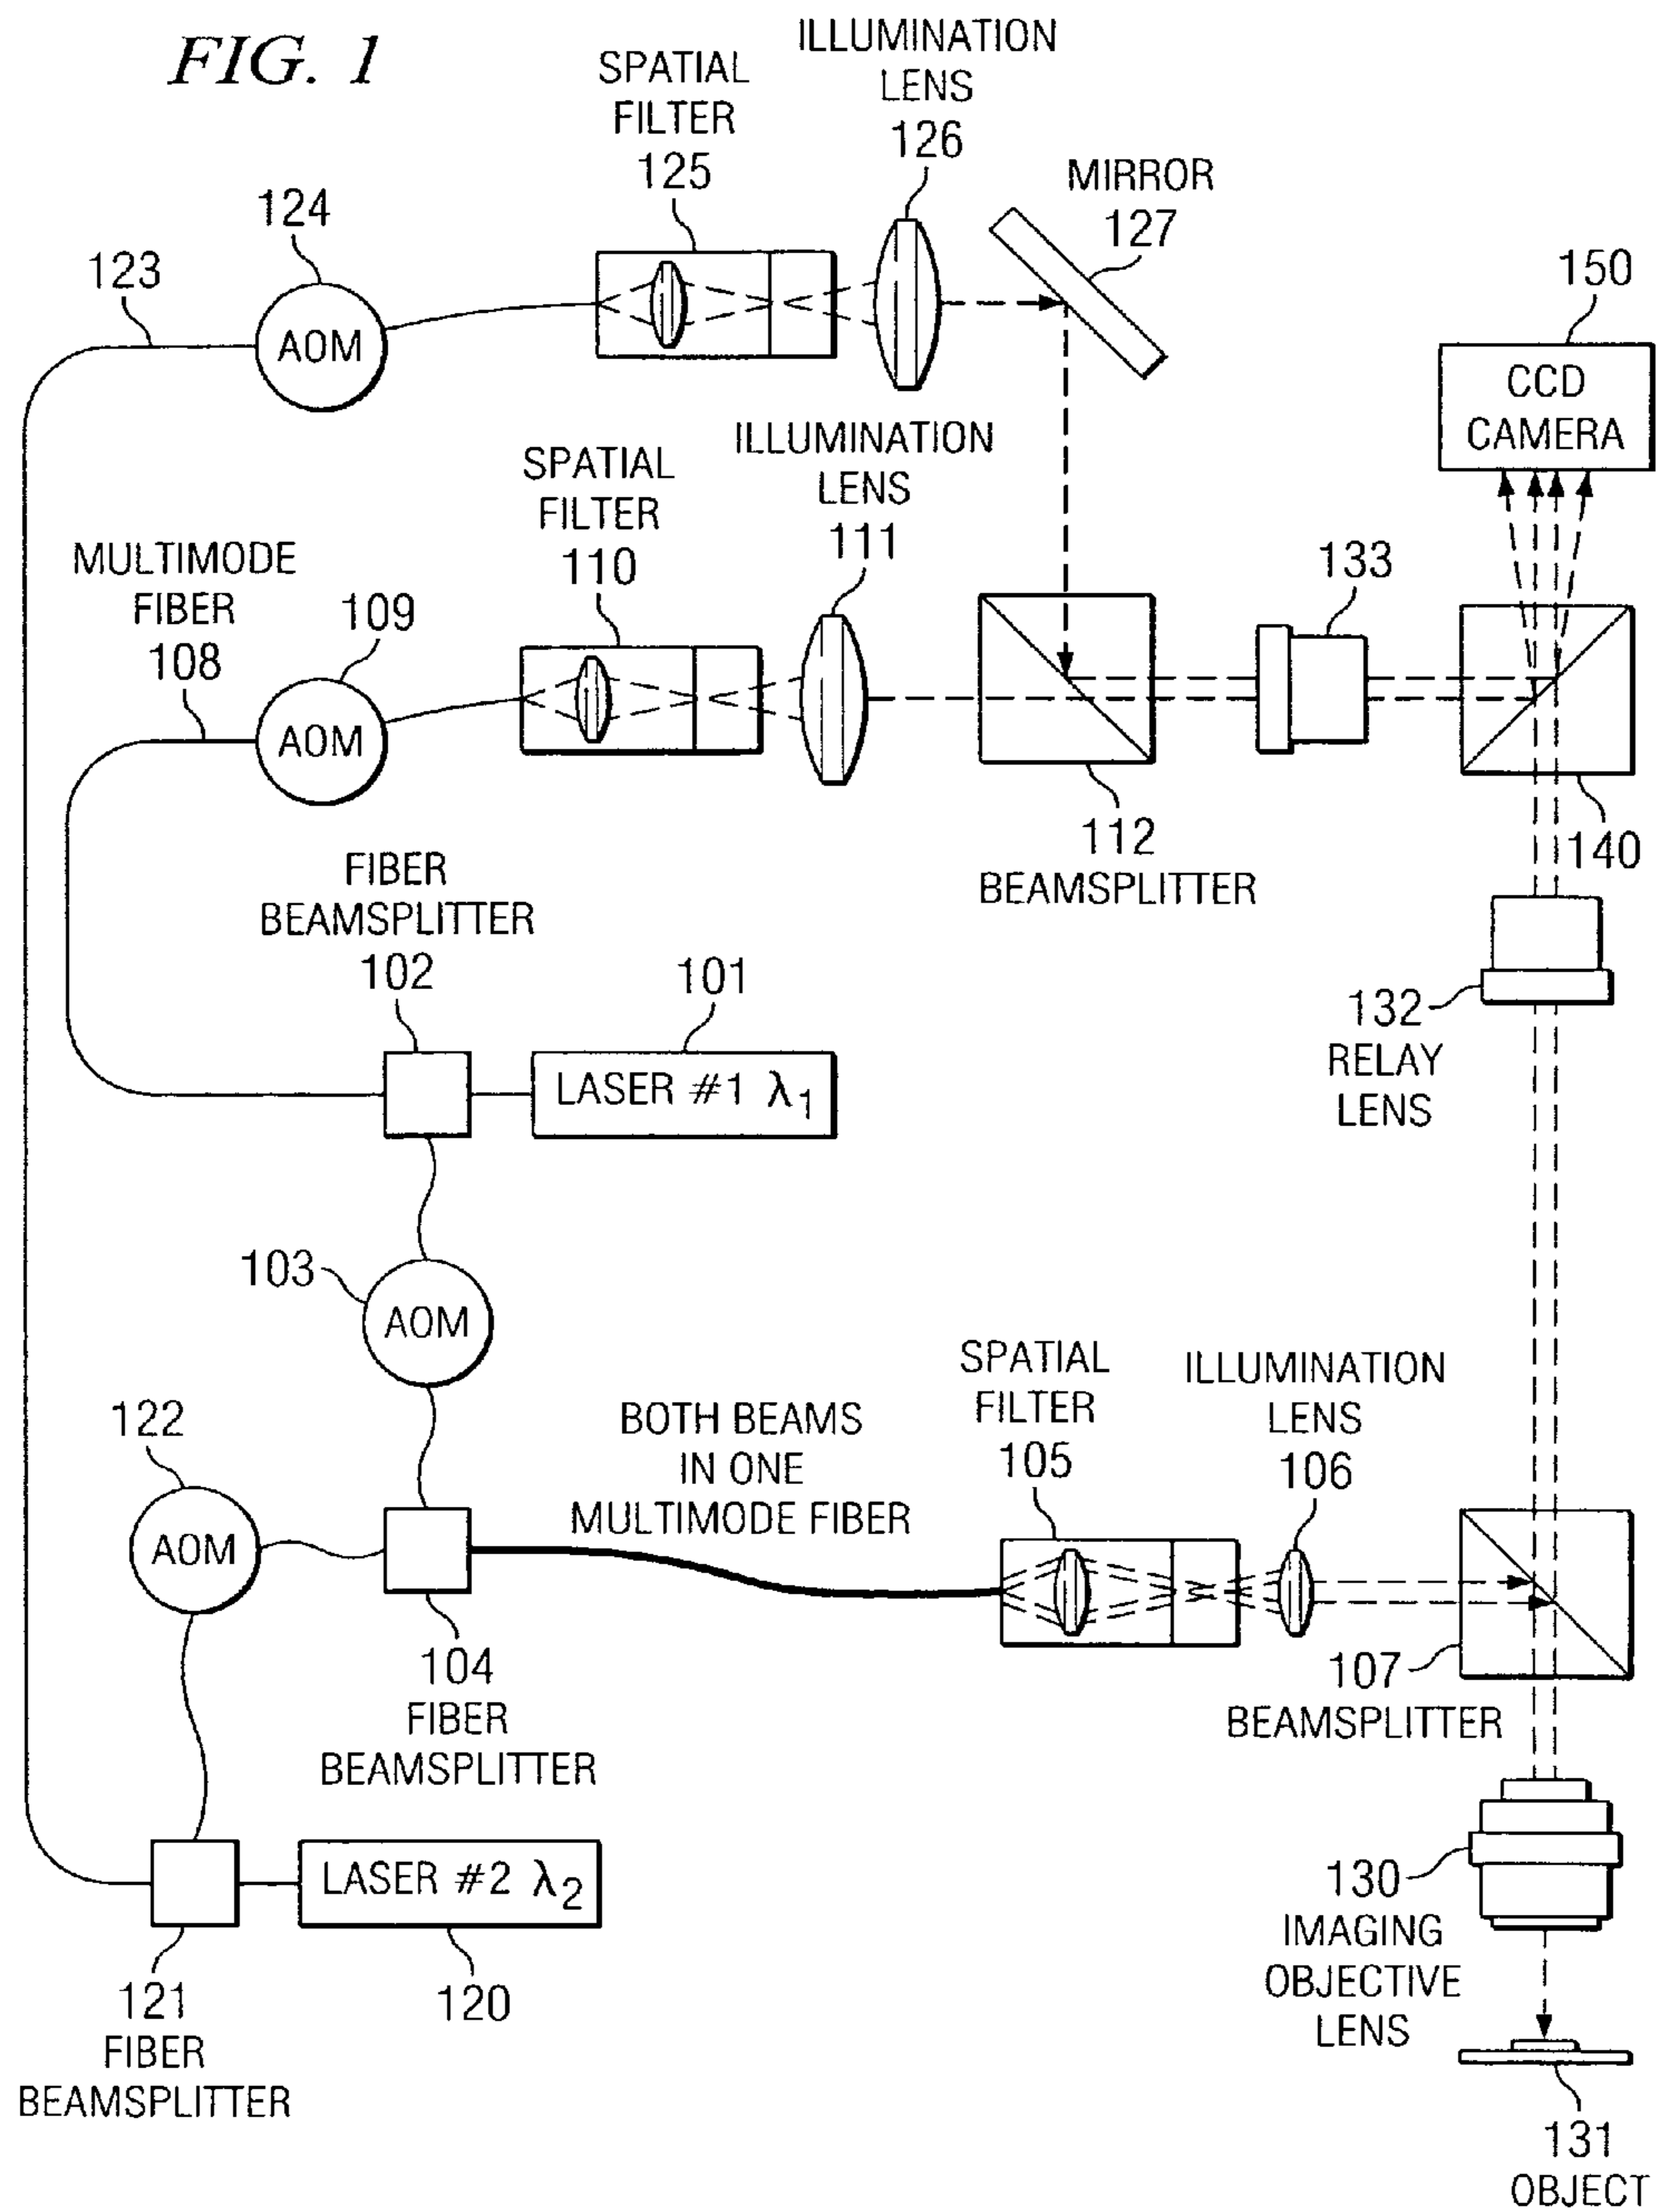 FIG. 1
SPATIAL
FILTER
125
ILLUMINATION
LENS
126
MIRROR
127
124
AOM
123
150
CCD
CAMERA
SPATIAL
FILTER
110
ILLUMINATION
LENS
111
133
MULTIMODE
FIBER
108
109
AOM
112
BEAMSPLITTER
140
FIBER
BEAMSPLITTER
102
101
LASER #1 λ1
132
RELAY
LENS
103
AOM
122
AOM
BOTH BEAMS
IN ONE
MULTIMODE FIBER
SPATIAL
FILTER
105
ILLUMINATION
LENS
106
104
FIBER
BEAMSPLITTER
107
BEAMSPLITTER
LASER #2 λ2
120
121
FIBER
BEAMSPLITTER
130
IMAGING
OBJECTIVE
LENS
131
OBJECT